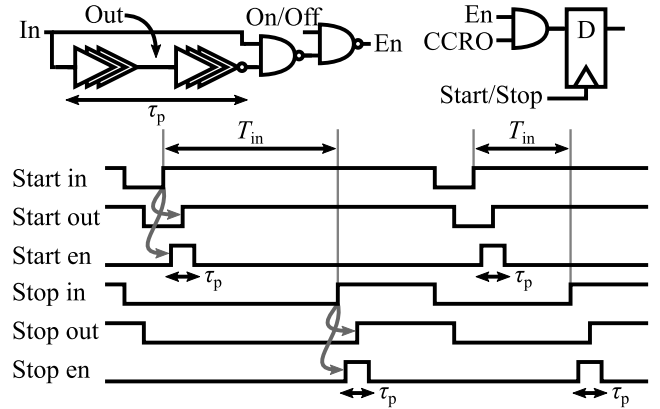 Out
On/Off
In
En
τp
En
CCRO
D
Start/Stop
Tin
Tin
Start in
Start out
Start en
τp
τp
Stop in
Stop out
Stop en
τp
τp